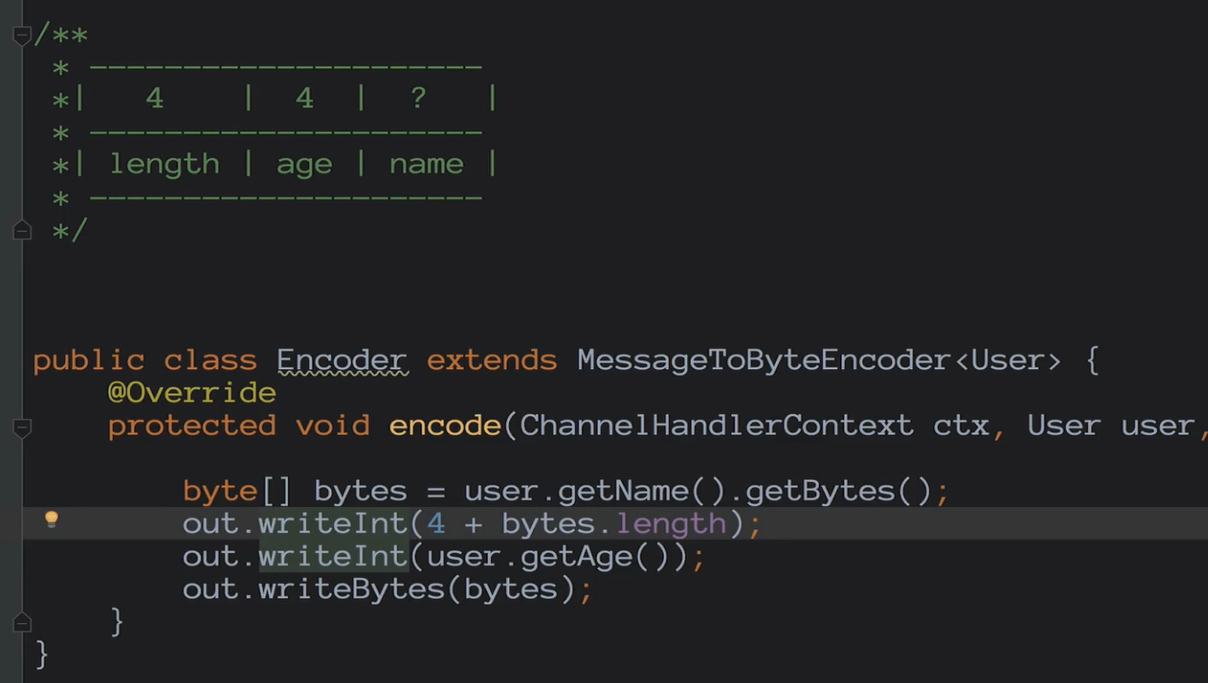 /**
* ---------------------
*|   4    |  4  |  ?   |
* ---------------------
*| length | age | name |
* ---------------------
*/
public class Encoder extends MessageToByteEncoder<User> {
@Override
protected void encode(ChannelHandlerContext ctx, User user,
byte[] bytes = user.getName().getBytes();
out.writeInt(4 + bytes.length);
out.writeInt(user.getAge());
out.writeBytes(bytes);
}
}